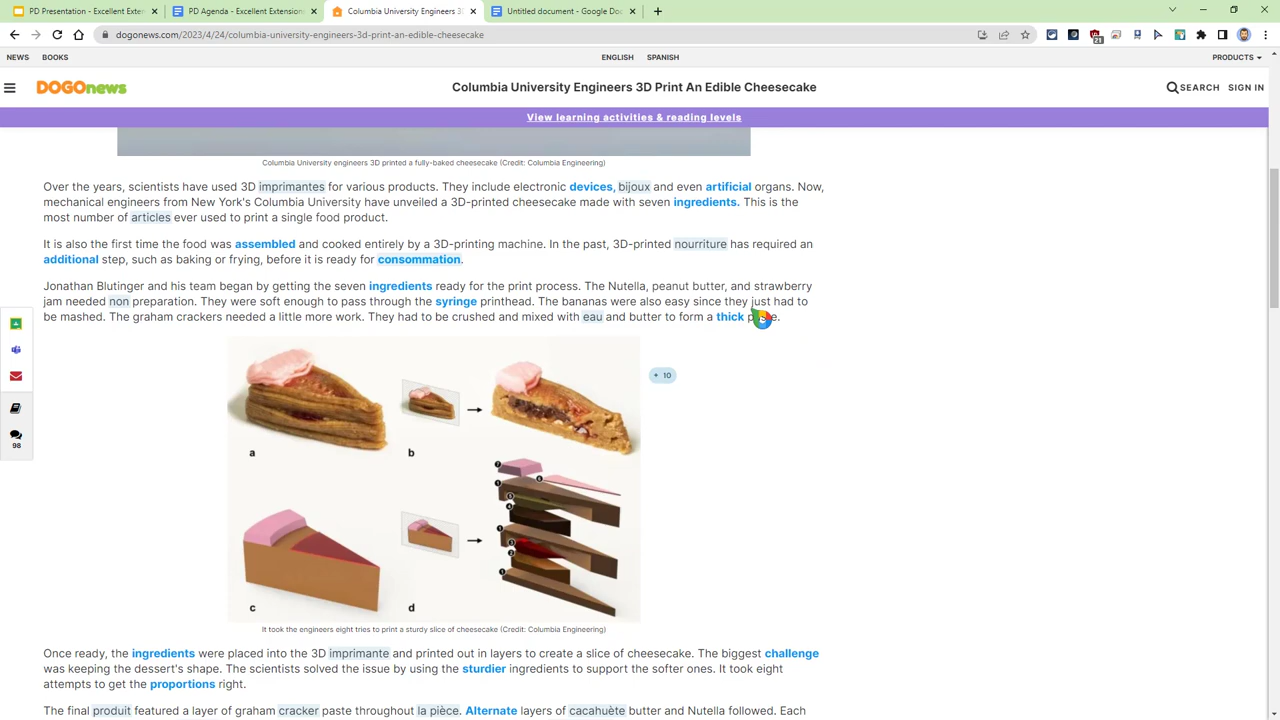 PD Presentation - Excellent Exten
PD Agenda - Excellent Extension
Columbia University Engineers 3D
Untitled document - Google Doc
dogonews.com/2023/4/24/columbia-university-engineers-3d-print-an-edible-cheesecake
21
NEWS BOOKS ENGLISH SPANISH PRODUCTS
DOGOnews Columbia University Engineers 3D Print An Edible Cheesecake SEARCH SIGN IN
View learning activities & reading levels
Columbia University engineers 3D printed a fully-baked cheesecake (Credit: Columbia Engineering)
Over the years, scientists have used 3D imprimantes for various products. They include electronic devices, bijoux and even artificial organs. Now,
mechanical engineers from New York's Columbia University have unveiled a 3D-printed cheesecake made with seven ingredients. This is the
most number of articles ever used to print a single food product.
It is also the first time the food was assembled and cooked entirely by a 3D-printing machine. In the past, 3D-printed nourriture has required an
additional step, such as baking or frying, before it is ready for consommation.
Jonathan Blutinger and his team began by getting the seven ingredients ready for the print process. The Nutella, peanut butter, and strawberry
jam needed non preparation. They were soft enough to pass through the syringe printhead. The bananas were also easy since they just had to
be mashed. The graham crackers needed a little more work. They had to be crushed and mixed with eau and butter to form a thick paste.
+ 10
98
a b
7
1
6
5
4
1
3
2
1
c d
It took the engineers eight tries to print a sturdy slice of cheesecake (Credit: Columbia Engineering)
Once ready, the ingredients were placed into the 3D imprimante and printed out in layers to create a slice of cheesecake. The biggest challenge
was keeping the dessert's shape. The scientists solved the issue by using the sturdier ingredients to support the softer ones. It took eight
attempts to get the proportions right.
The final produit featured a layer of graham cracker paste throughout la pièce. Alternate layers of cacahuète butter and Nutella followed. Each